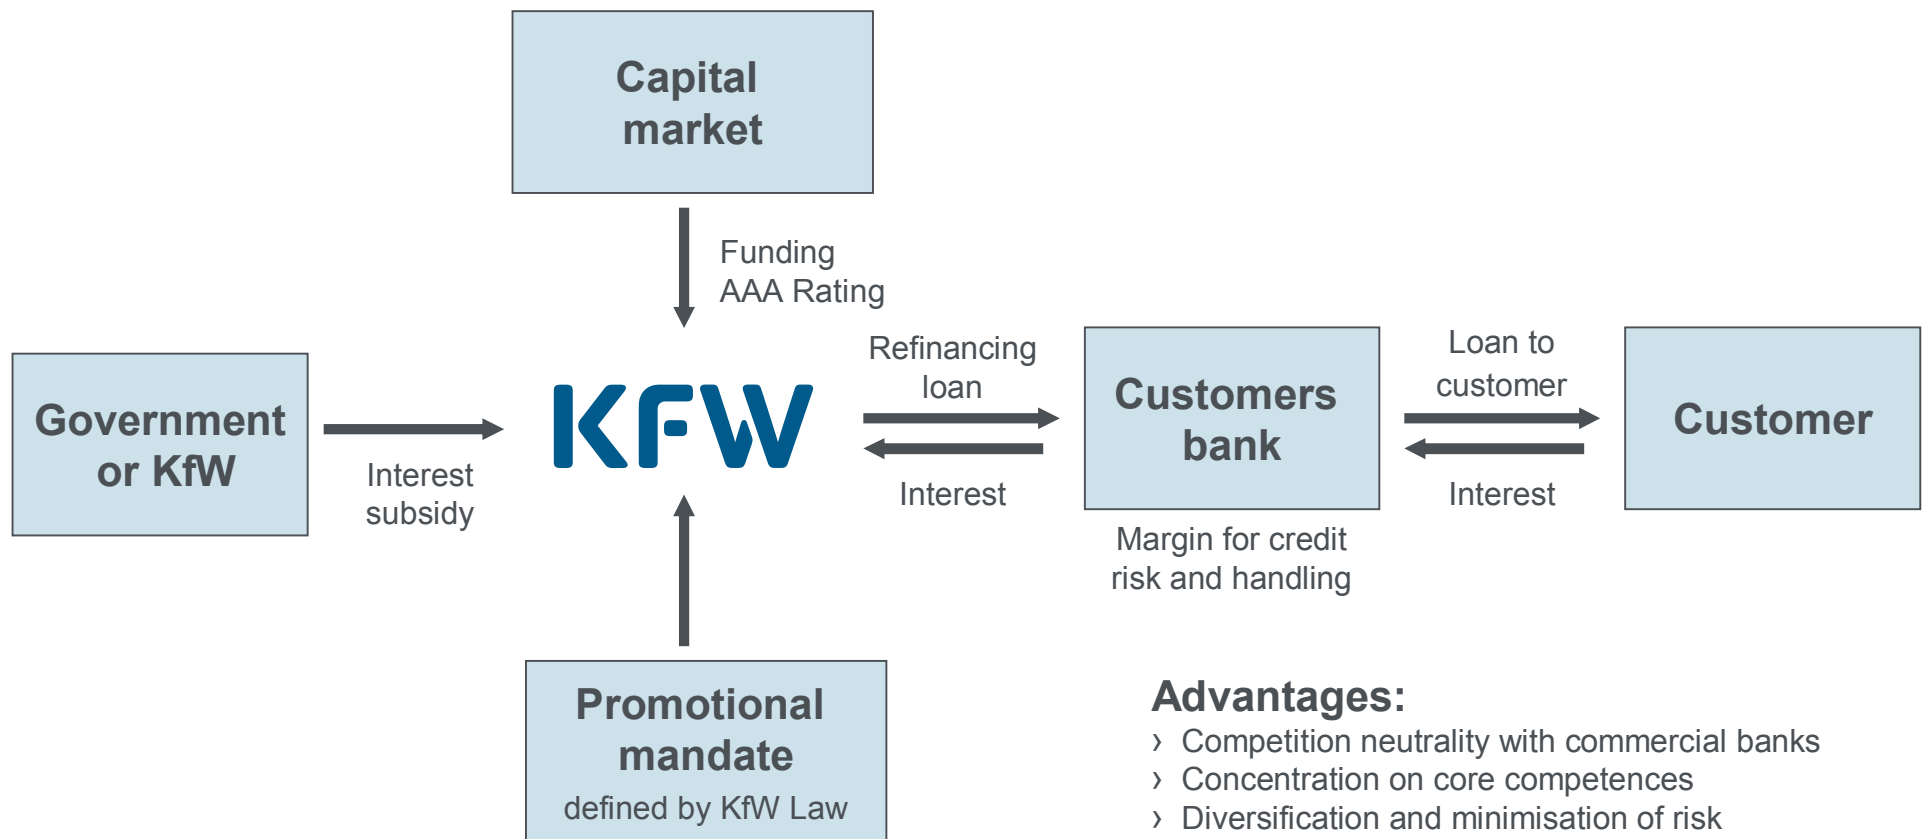 Capital
market
Funding
AAA Rating
Government
or KfW
Interest
subsidy
KFW
Refinancing
loan
Interest
Customers
bank
Margin for credit
risk and handling
Loan to
customer
Interest
Customer
Promotional
mandate
defined by KfW Law
Advantages:
› Competition neutrality with commercial banks
› Concentration on core competences
› Diversification and minimisation of risk